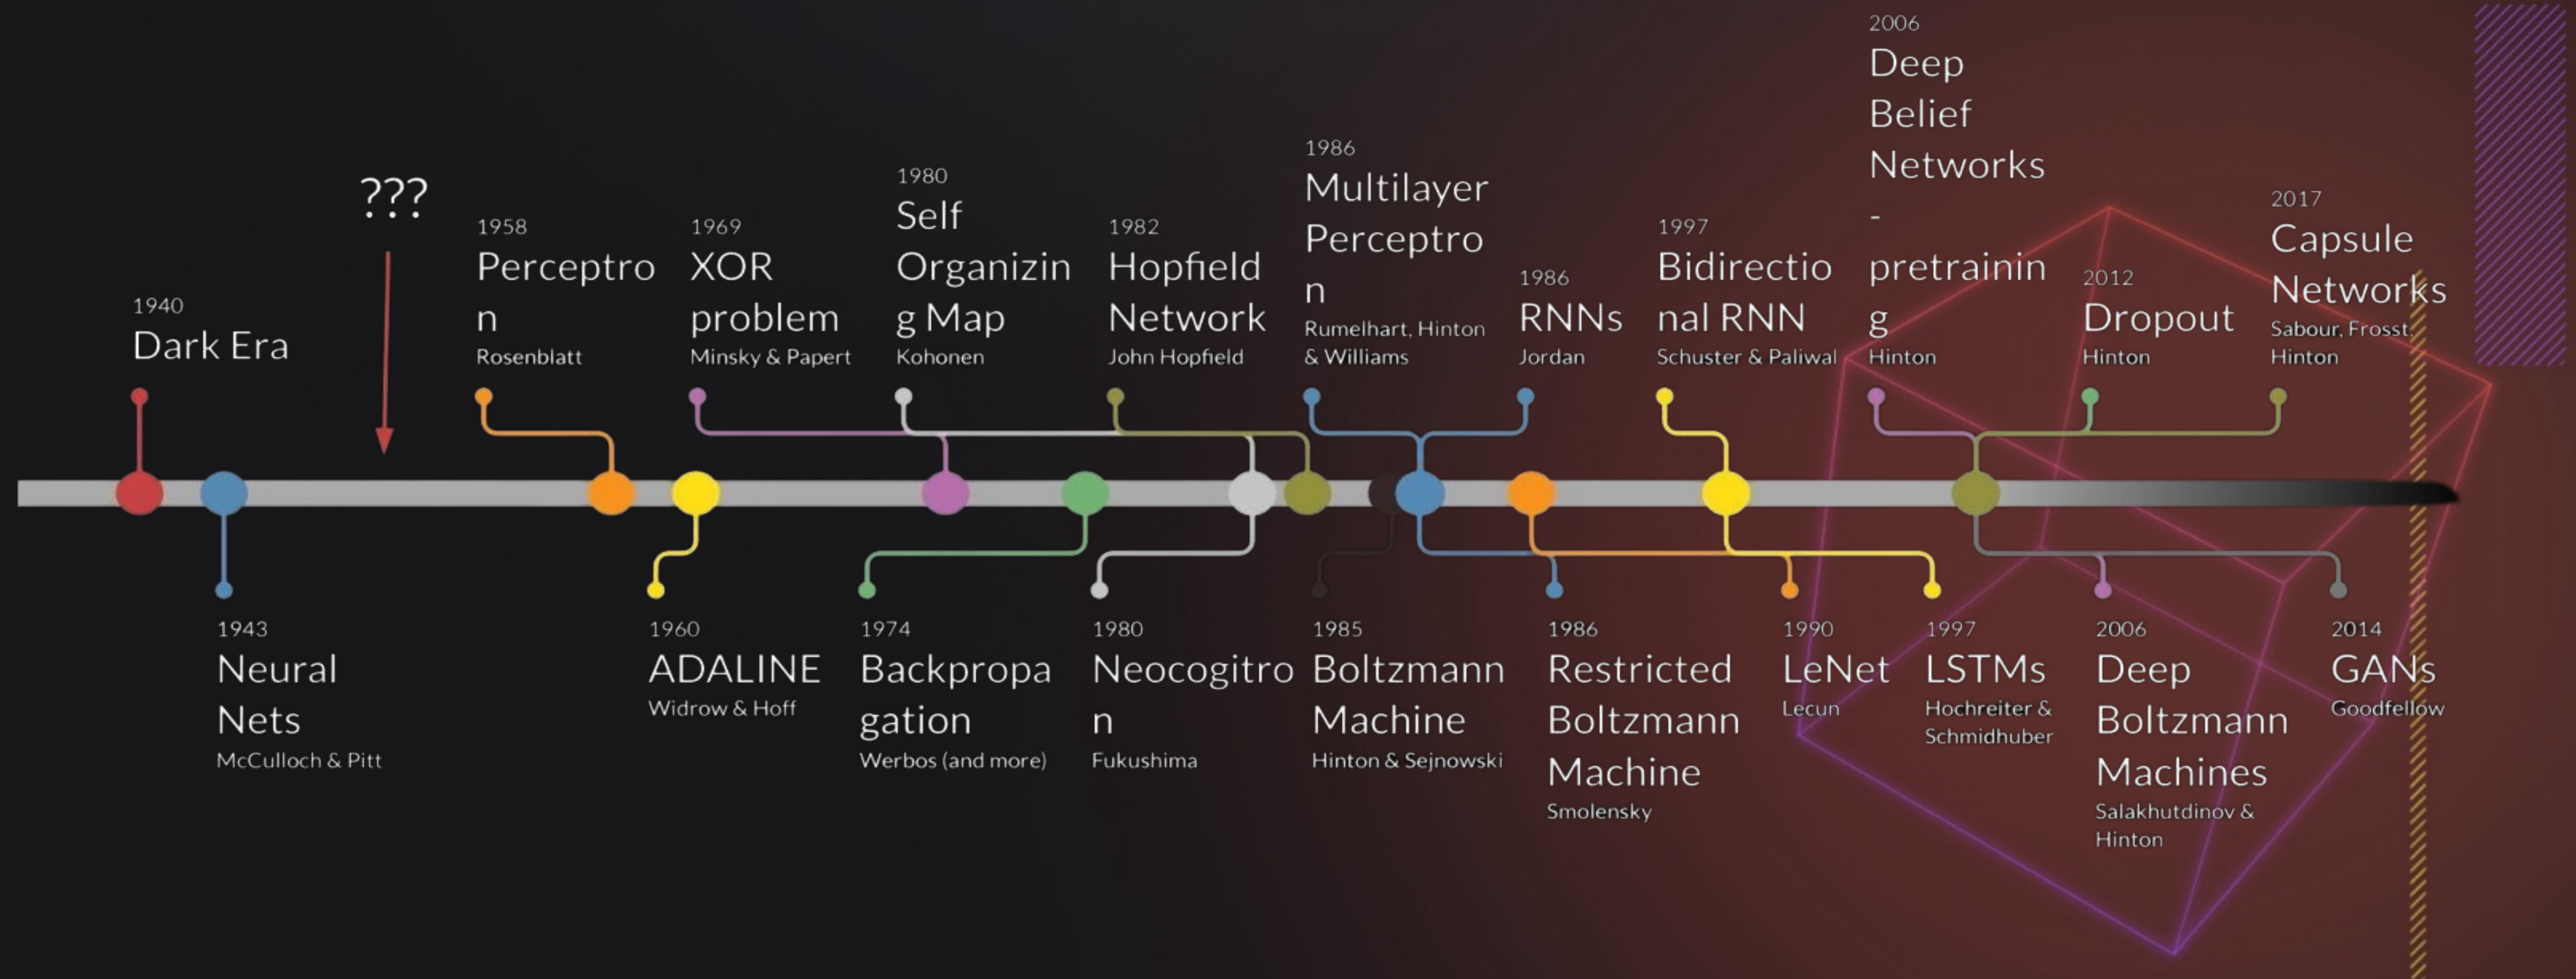 2006
Deep
Belief
Networks
-
pretrainin
g
Hinton
1986
Multilayer
Perceptro
n
Rumelhart, Hinton
& Williams
1980
Self
Organizin
g Map
Kohonen
???
2017
Capsule
Networks
Sabour, Frosst,
Hinton
1958
Perceptro
n
Rosenblatt
1969
XOR
problem
Minsky & Papert
1982
Hopfield
Network
John Hopfield
1997
Bidirectio
nal RNN
Schuster & Paliwal
1986
RNNs
Jordan
2012
Dropout
Hinton
1940
Dark Era
1943
Neural
Nets
McCulloch & Pitt
1960
ADALINE
Widrow & Hoff
1974
Backpropa
gation
Werbos (and more)
1980
Neocogitro
n
Fukushima
1985
Boltzmann
Machine
Hinton & Sejnowski
1986
Restricted
Boltzmann
Machine
Smolensky
1990
LeNet
Lecun
1997
LSTMs
Hochreiter &
Schmidhuber
2006
Deep
Boltzmann
Machines
Salakhutdinov &
Hinton
2014
GANs
Goodfellow